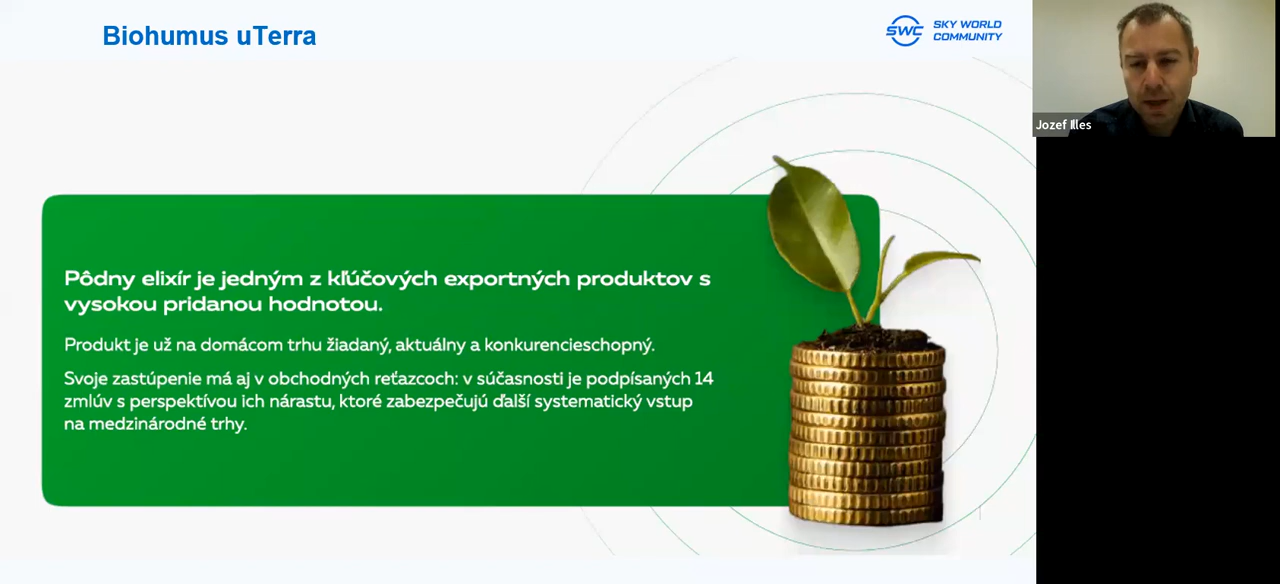 Biohumus uTerra
SWC
SKY WORLD
COMMUNITY
Jozef Illes
Pôdny elixír je jedným z kľúčových exportných produktov s
vysokou pridanou hodnotou.
Produkt je už na domácom trhu žiadaný, aktuálny a konkurencieschopný.
Svoje zastúpenie má aj v obchodných reťazcoch: v súčasnosti je podpísaných 14
zmlúv s perspektívou ich nárastu, ktoré zabezpečujú ďalší systematický vstup
na medzinárodné trhy.